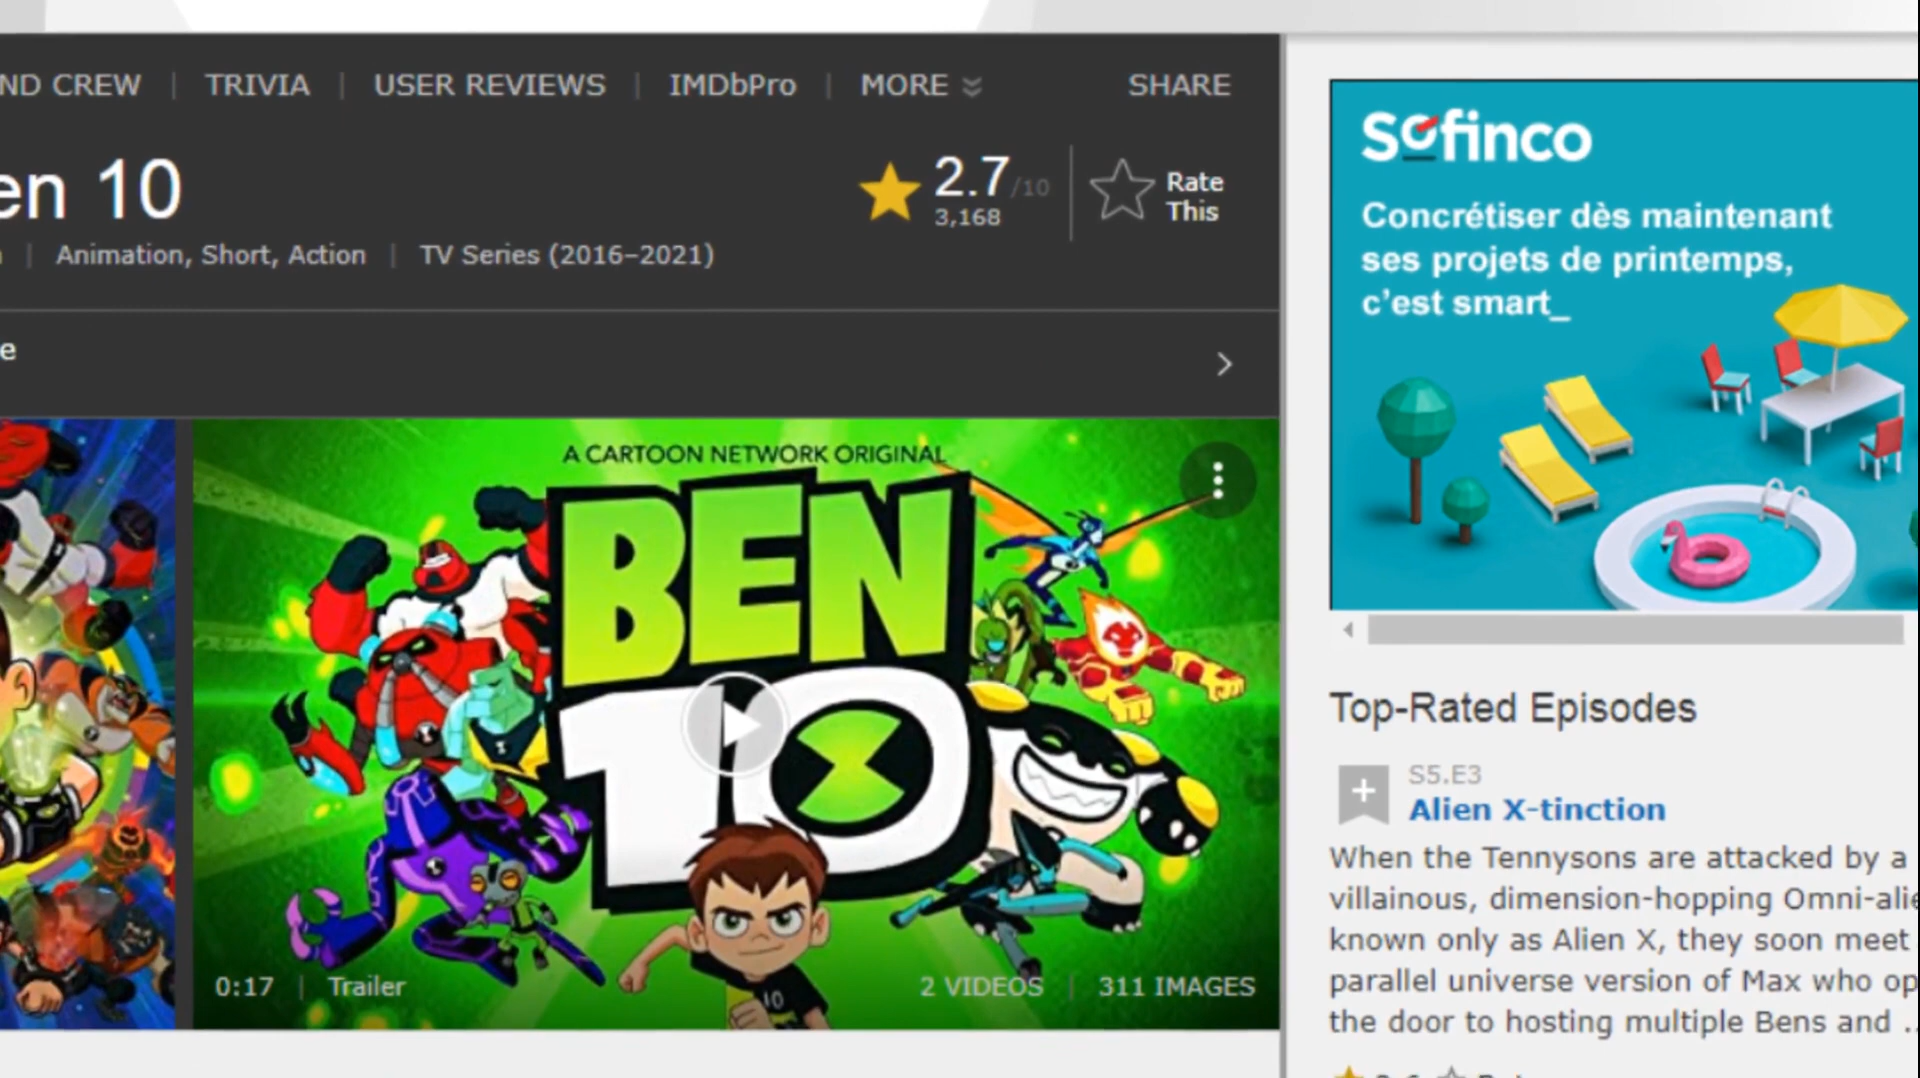 ND CREW | TRIVIA | USER REVIEWS | IMDbPro | MORE SHARE
en 10
2.7/10
3,168
Rate
This
Animation, Short, Action | TV Series (2016–2021)
e
A CARTOON NETWORK ORIGINAL
BEN
10
10
0:17 | Trailer
2 VIDEOS | 311 IMAGES
Sofinco
Concrétiser dès maintenant
ses projets de printemps,
c'est smart_
Top-Rated Episodes
S5.E3
Alien X-tinction
When the Tennysons are attacked by a
villainous, dimension-hopping Omni-alie
known only as Alien X, they soon meet
parallel universe version of Max who op
the door to hosting multiple Bens and ..